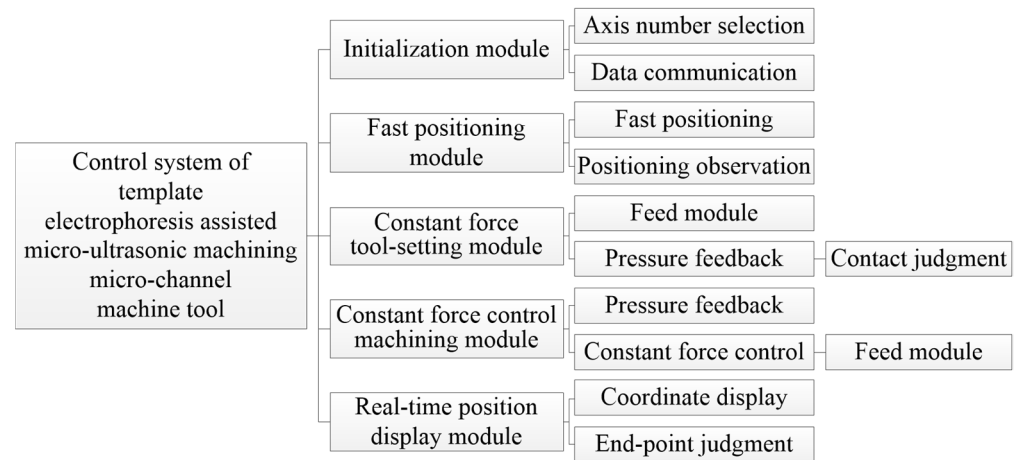 Control system of
template
electrophoresis assisted
micro-ultrasonic machining
micro-channel
machine tool
Initialization module
Axis number selection
Data communication
Fast positioning
module
Fast positioning
Positioning observation
Constant force
tool-setting module
Feed module
Pressure feedback
Contact judgment
Constant force control
machining module
Pressure feedback
Constant force control
Feed module
Real-time position
display module
Coordinate display
End-point judgment